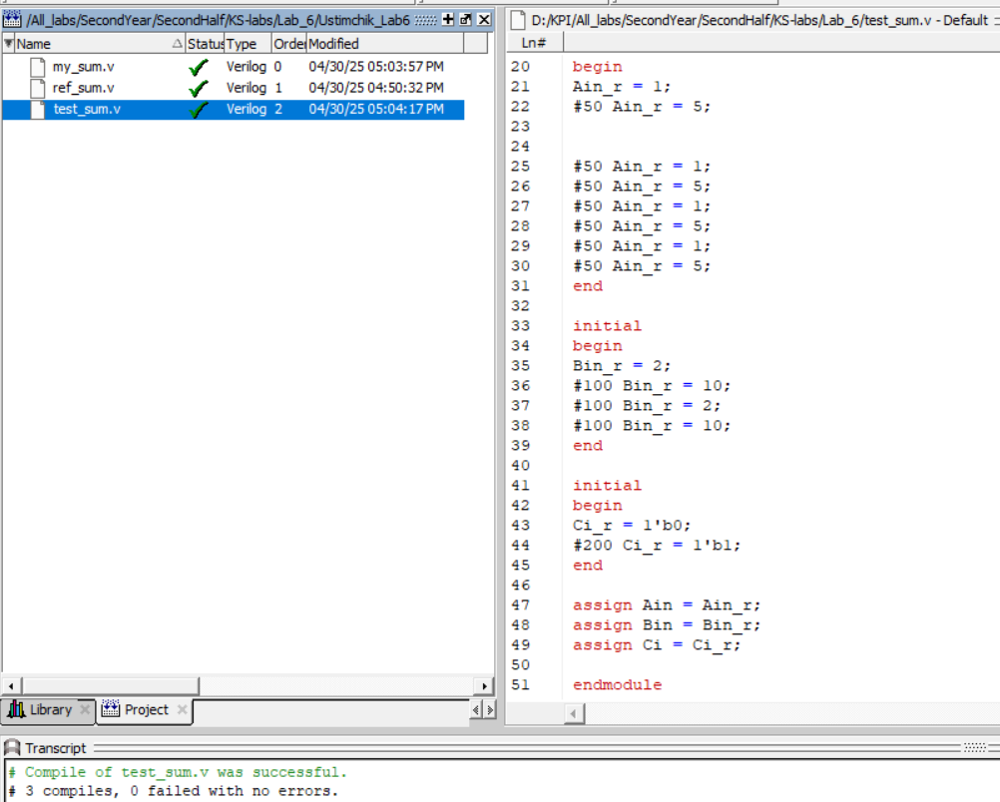 /All_labs/SecondYear/SecondHalf/KS-labs/Lab_6/Ustimchik_Lab6
Name Status Type Order Modified
my_sum.v Verilog 0 04/30/25 05:03:57 PM
ref_sum.v Verilog 1 04/30/25 04:50:32 PM
test_sum.v Verilog 2 04/30/25 05:04:17 PM
Library Project
D:/KPI/All_labs/SecondYear/SecondHalf/KS-labs/Lab_6/test_sum.v - Default
Ln#
20 begin
21 Ain_r = 1;
22 #50 Ain_r = 5;
23
24
25 #50 Ain_r = 1;
26 #50 Ain_r = 5;
27 #50 Ain_r = 1;
28 #50 Ain_r = 5;
29 #50 Ain_r = 1;
30 #50 Ain_r = 5;
31 end
32
33 initial
34 begin
35 Bin_r = 2;
36 #100 Bin_r = 10;
37 #100 Bin_r = 2;
38 #100 Bin_r = 10;
39 end
40
41 initial
42 begin
43 Ci_r = 1'b0;
44 #200 Ci_r = 1'b1;
45 end
46
47 assign Ain = Ain_r;
48 assign Bin = Bin_r;
49 assign Ci = Ci_r;
50
51 endmodule
Transcript
# Compile of test_sum.v was successful.
# 3 compiles, 0 failed with no errors.